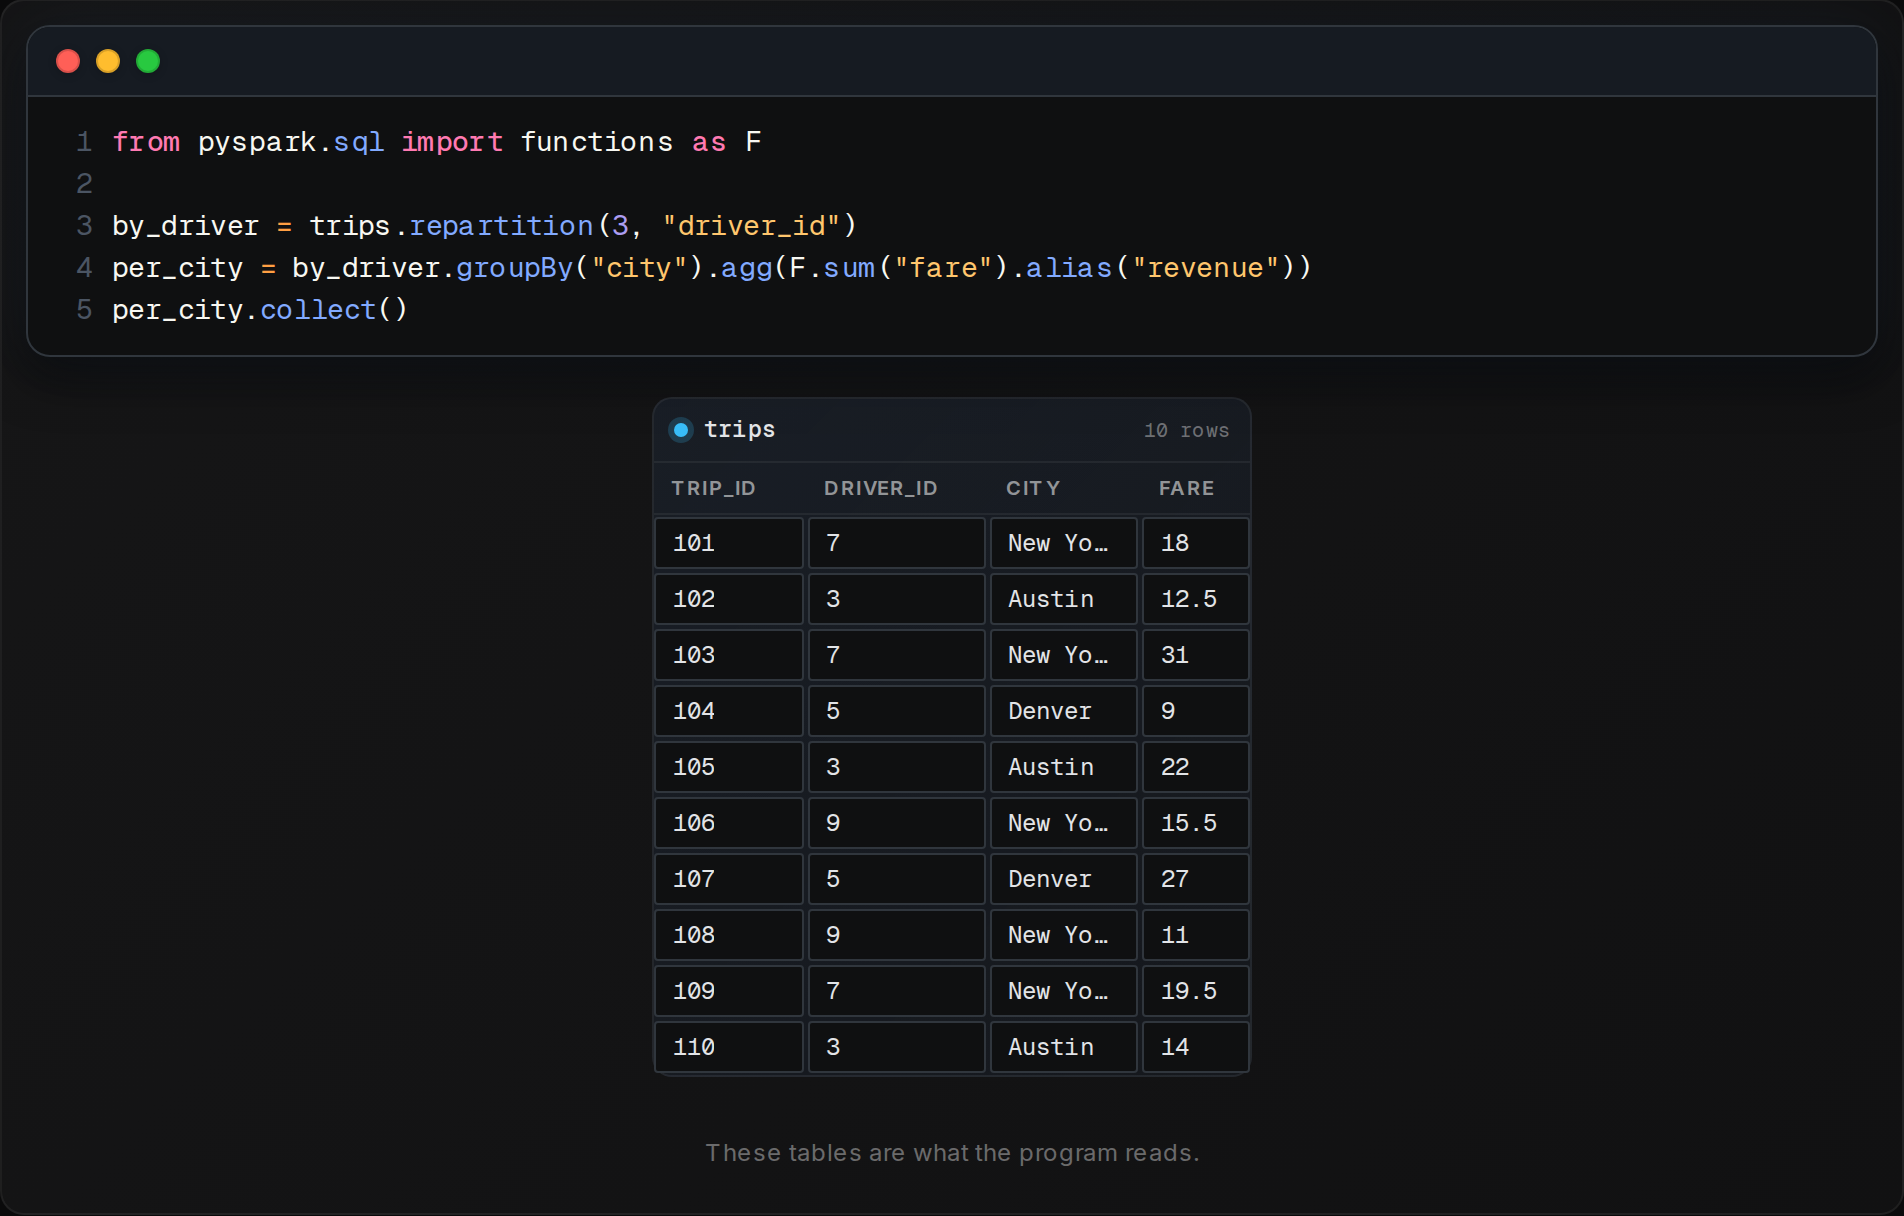 1 from pyspark.sql import functions as F
2
3 by_driver = trips.repartition(3, "driver_id")
4 per_city = by_driver.groupBy("city").agg(F.sum("fare").alias("revenue"))
5 per_city.collect()
trips 10 rows
TRIP_ID DRIVER_ID CITY FARE
101 7 New Yo… 18
102 3 Austin 12.5
103 7 New Yo… 31
104 5 Denver 9
105 3 Austin 22
106 9 New Yo… 15.5
107 5 Denver 27
108 9 New Yo… 11
109 7 New Yo… 19.5
110 3 Austin 14
These tables are what the program reads.